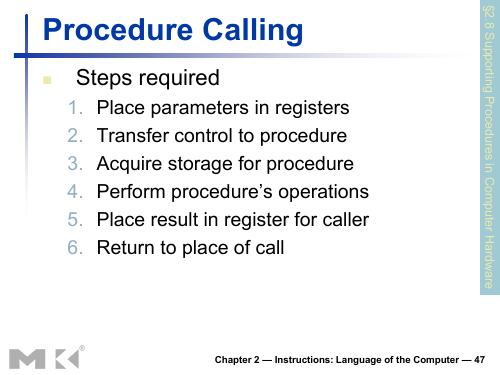 Procedure Calling
§2.8 Supporting Procedures in Computer Hardware
■ Steps required
1. Place parameters in registers
2. Transfer control to procedure
3. Acquire storage for procedure
4. Perform procedure’s operations
5. Place result in register for caller
6. Return to place of call
MK®
Chapter 2 — Instructions: Language of the Computer — 47